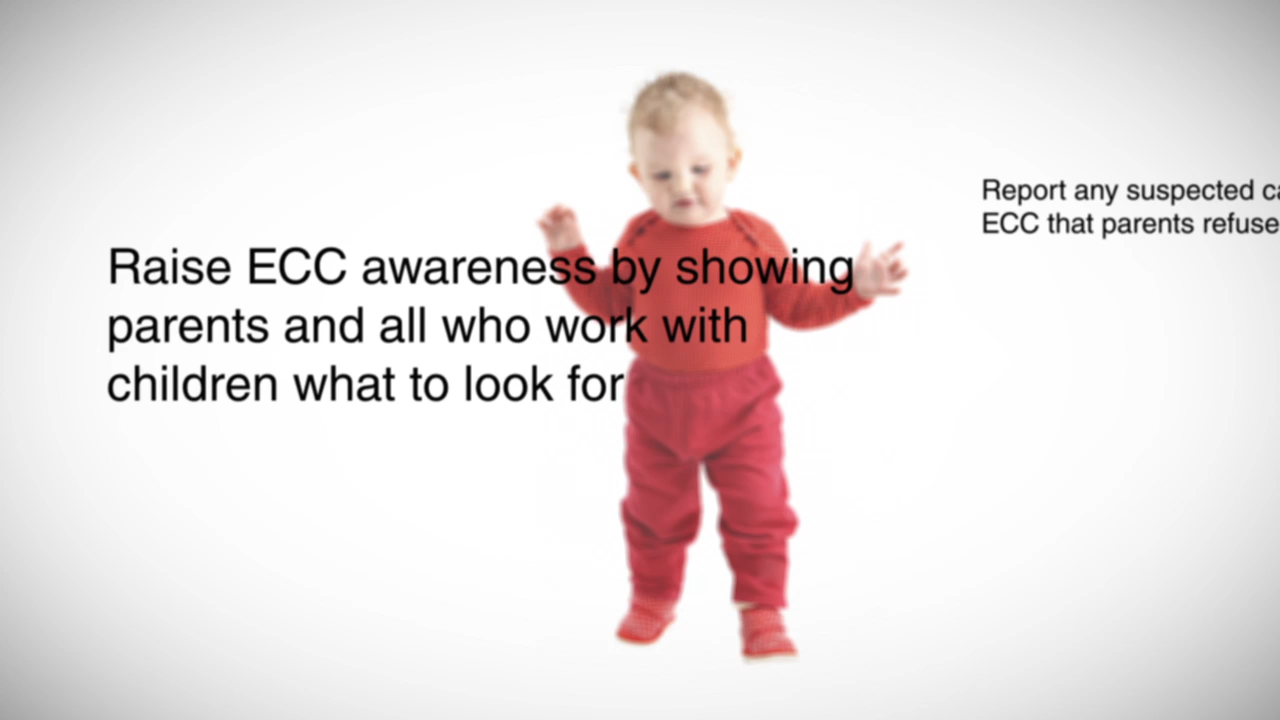 Raise ECC awareness by showing
parents and all who work with
children what to look for
Report any suspected
ECC that parents refuse